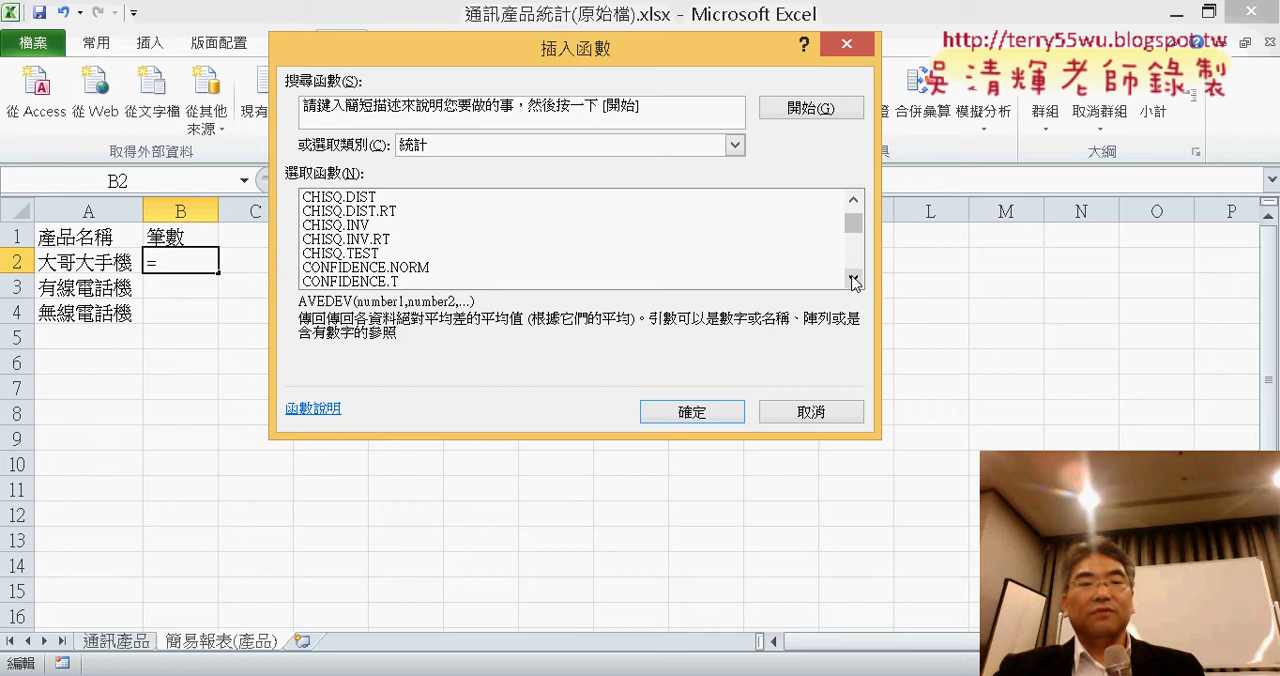 通訊產品統計(原始檔).xlsx - Microsoft Excel
檔案 常用 插入 版面配置
http://terry55wu.blogspot.tw
吳清輝老師錄製
從 Access 從 Web 從文字檔 從其他來源 現有
合併彙算 模擬分析 群組 取消群組 小計
取得外部資料 大綱
插入函數
搜尋函數(S):
請鍵入簡短描述來說明您要做的事，然後按一下 [開始]
開始(G)
或選取類別(C): 統計
選取函數(N):
CHISQ.DIST
CHISQ.DIST.RT
CHISQ.INV
CHISQ.INV.RT
CHISQ.TEST
CONFIDENCE.NORM
CONFIDENCE.T
AVEDEV(number1,number2,...)
傳回傳回各資料絕對平均差的平均值 (根據它們的平均)。引數可以是數字或名稱、陣列或是
含有數字的參照
函數說明 確定 取消
B2
A B C L M N O P
1 產品名稱 筆數
2 大哥大手機 =
3 有線電話機
4 無線電話機
5
6
7
8
9
10
11
12
13
14
15
16
通訊產品 簡易報表(產品)
編輯